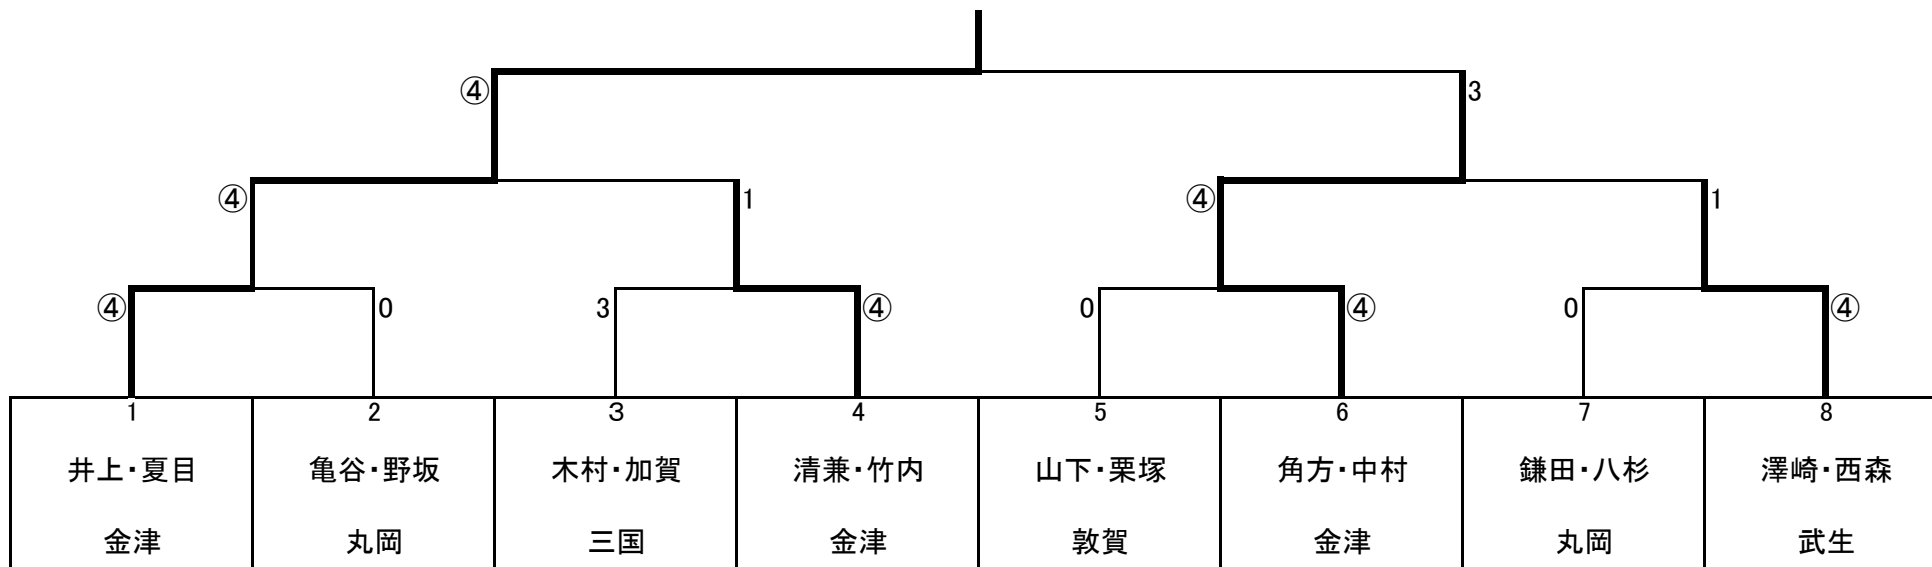 ④ 3
④ 1 ④ 1
④ 0 3 ④ 0 ④ 0 ④
1 2 3 4 5 6 7 8
井上・夏目 亀谷・野坂 木村・加賀 清兼・竹内 山下・栗塚 角方・中村 鎌田・八杉 澤崎・西森
金津 丸岡 三国 金津 敦賀 金津 丸岡 武生